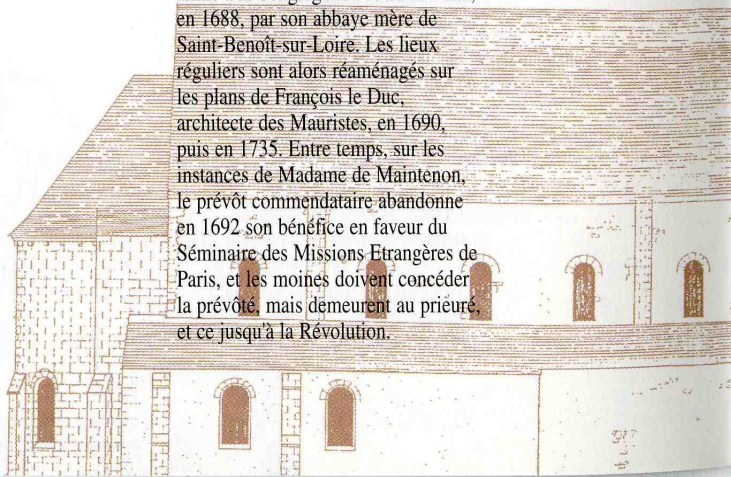 en 1688, par son abbaye mère de
Saint-Benoît-sur-Loire. Les lieux
réguliers sont alors réaménagés sur
les plans de François le Duc,
architecte des Mauristes, en 1690,
puis en 1735. Entre temps, sur les
instances de Madame de Maintenon,
le prévôt commendataire abandonne
en 1692 son bénéfice en faveur du
Séminaire des Missions Etrangères de
Paris, et les moines doivent concéder
la prévôté, mais demeurent au prieuré,
et ce jusqu'à la Révolution.